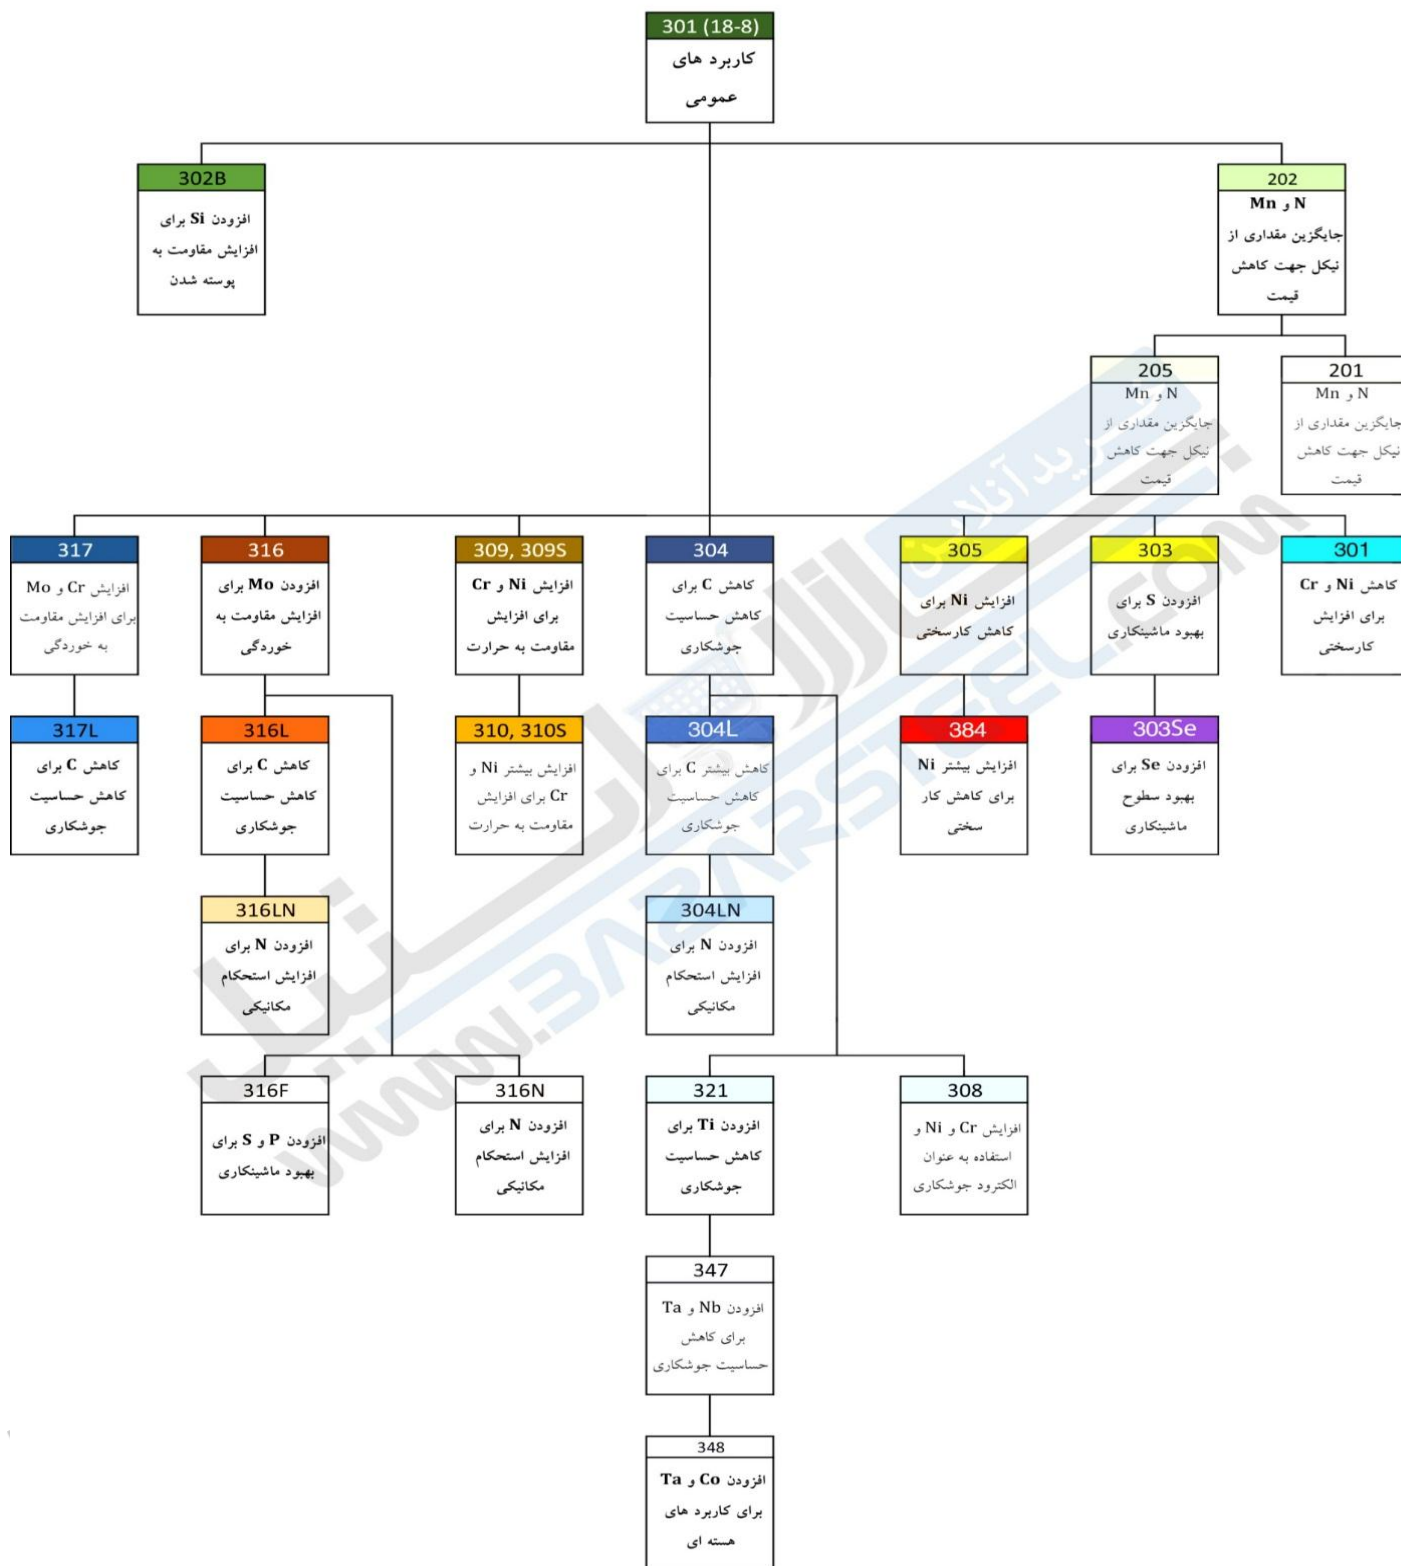 301 (18-8)
کاربرد های
عمومی
302B
افزودن Si برای
افزایش مقاومت به
پوسته شدن
202
N و Mn
جایگزین مقداری از
نیکل جهت کاهش
قیمت
205
N و Mn
جایگزین مقداری از
نیکل جهت کاهش
قیمت
201
N و Mn
جایگزین مقداری از
نیکل جهت کاهش
قیمت
317
افزایش Cr و Mo
برای افزایش مقاومت
به خوردگی
316
افزودن Mo برای
افزایش مقاومت به
خوردگی
309, 309S
افزایش Ni و Cr
برای افزایش
مقاومت به حرارت
304
کاهش C برای
کاهش حساسیت
جوشکاری
305
افزایش Ni برای
کاهش کارسختی
303
افزودن S برای
بهبود ماشینکاری
301
کاهش Ni و Cr
برای افزایش
کارسختی
317L
کاهش C برای
کاهش حساسیت
جوشکاری
316L
کاهش C برای
کاهش حساسیت
جوشکاری
310, 310S
افزایش بیشتر Ni و
Cr برای افزایش
مقاومت به حرارت
304L
کاهش بیشتر C برای
کاهش حساسیت
جوشکاری
384
افزایش بیشتر Ni
برای کاهش کار
سختی
303Se
افزودن Se برای
بهبود سطوح
ماشینکاری
316LN
افزودن N برای
افزایش استحکام
مکانیکی
304LN
افزودن N برای
افزایش استحکام
مکانیکی
316F
افزودن P و S برای
بهبود ماشینکاری
316N
افزودن N برای
افزایش استحکام
مکانیکی
321
افزودن Ti برای
کاهش حساسیت
جوشکاری
308
افزایش Cr و Ni و
استفاده به عنوان
الکترود جوشکاری
347
افزودن Nb و Ta
برای کاهش
حساسیت جوشکاری
348
افزودن Co و Ta
برای کاربرد های
هسته ای
خرید آنلاین
بازار استیل
www.BAZARSTEEL.COM